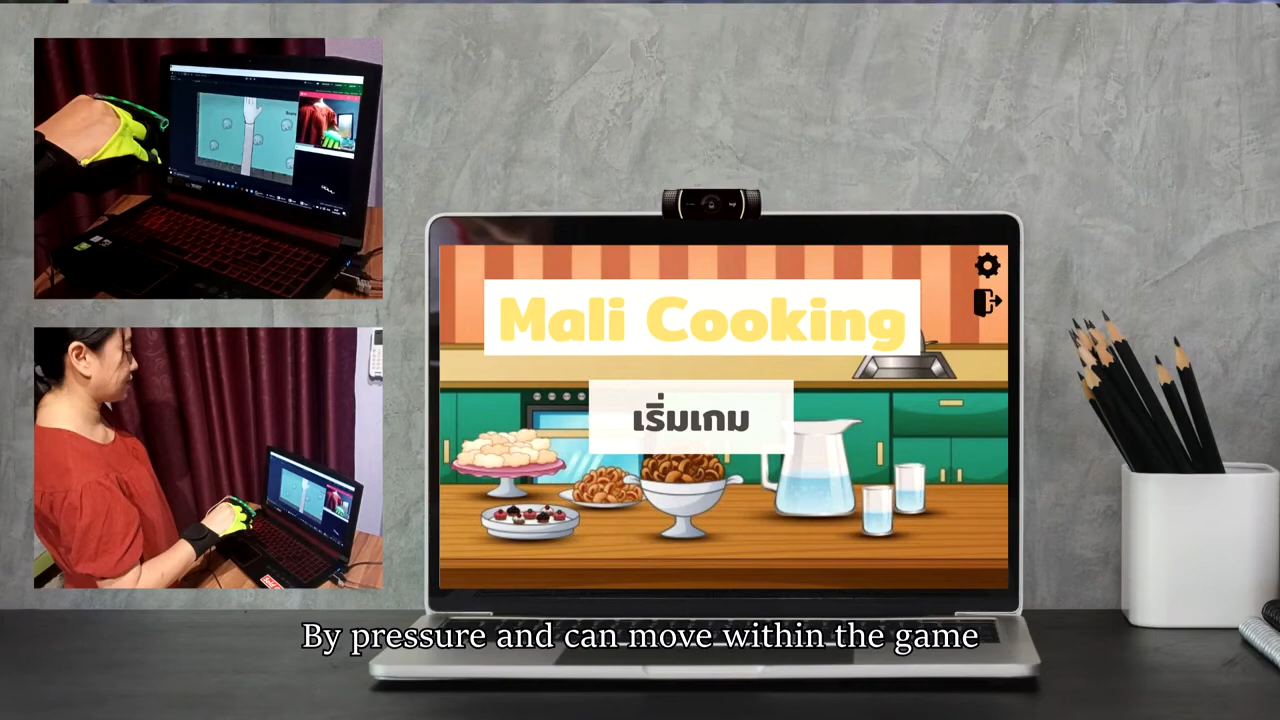 Mali Cooking
เริ่มเกม
By pressure and can move within the game